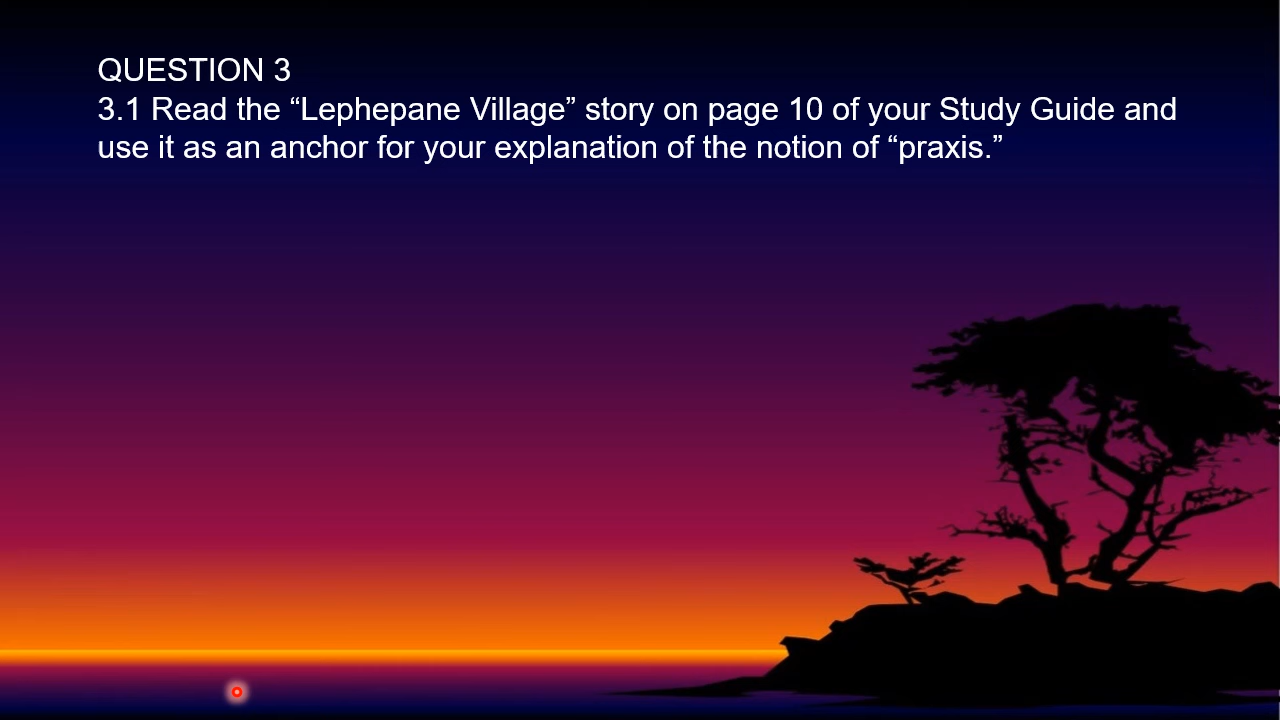 QUESTION 3
3.1 Read the “Lephepane Village” story on page 10 of your Study Guide and
use it as an anchor for your explanation of the notion of “praxis.”